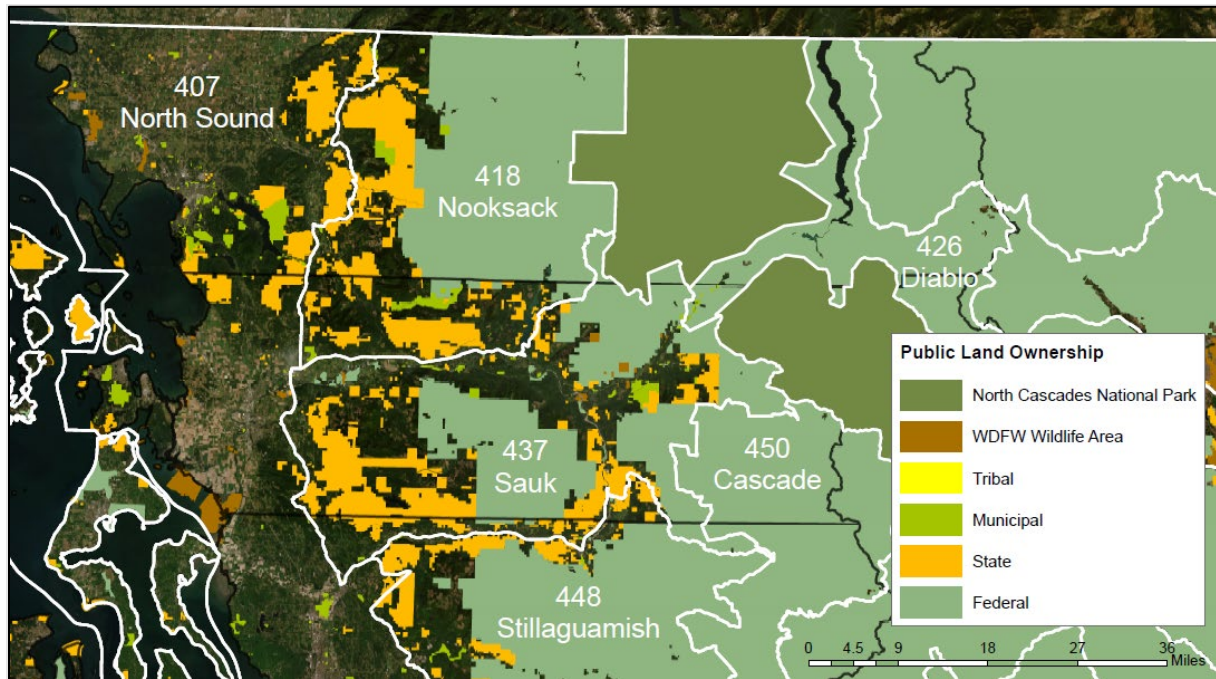 407
North Sound
418
Nooksack
426
Diablo
437
Sauk
450
Cascade
448
Stillaguamish
Public Land Ownership
North Cascades National Park
WDFW Wildlife Area
Tribal
Municipal
State
Federal
0 4.5 9 18 27 36
Miles